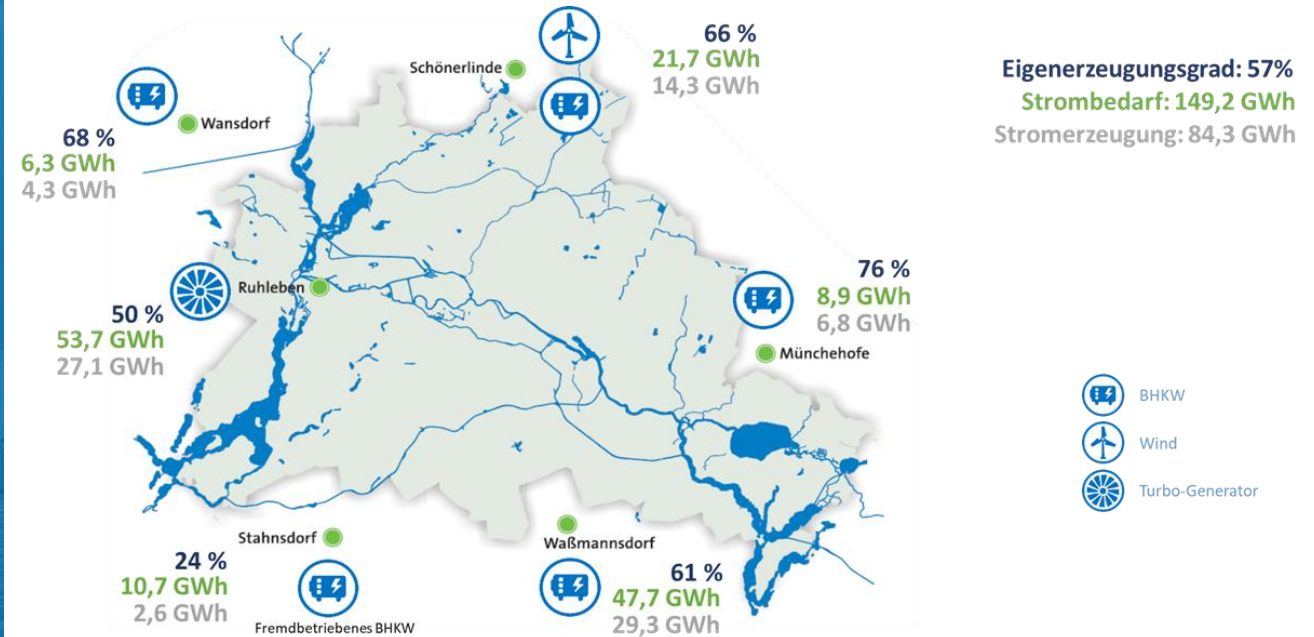 66 %
21,7 GWh
14,3 GWh
Schönerlinde
Eigenerzeugungsgrad: 57%
Strombedarf: 149,2 GWh
Stromerzeugung: 84,3 GWh
Wansdorf
68 %
6,3 GWh
4,3 GWh
Ruhleben
50 %
53,7 GWh
27,1 GWh
76 %
8,9 GWh
6,8 GWh
Münchehofe
BHKW
Wind
Turbo-Generator
Stahnsdorf
24 %
10,7 GWh
2,6 GWh
Fremdbetriebenes BHKW
Waßmannsdorf
61 %
47,7 GWh
29,3 GWh